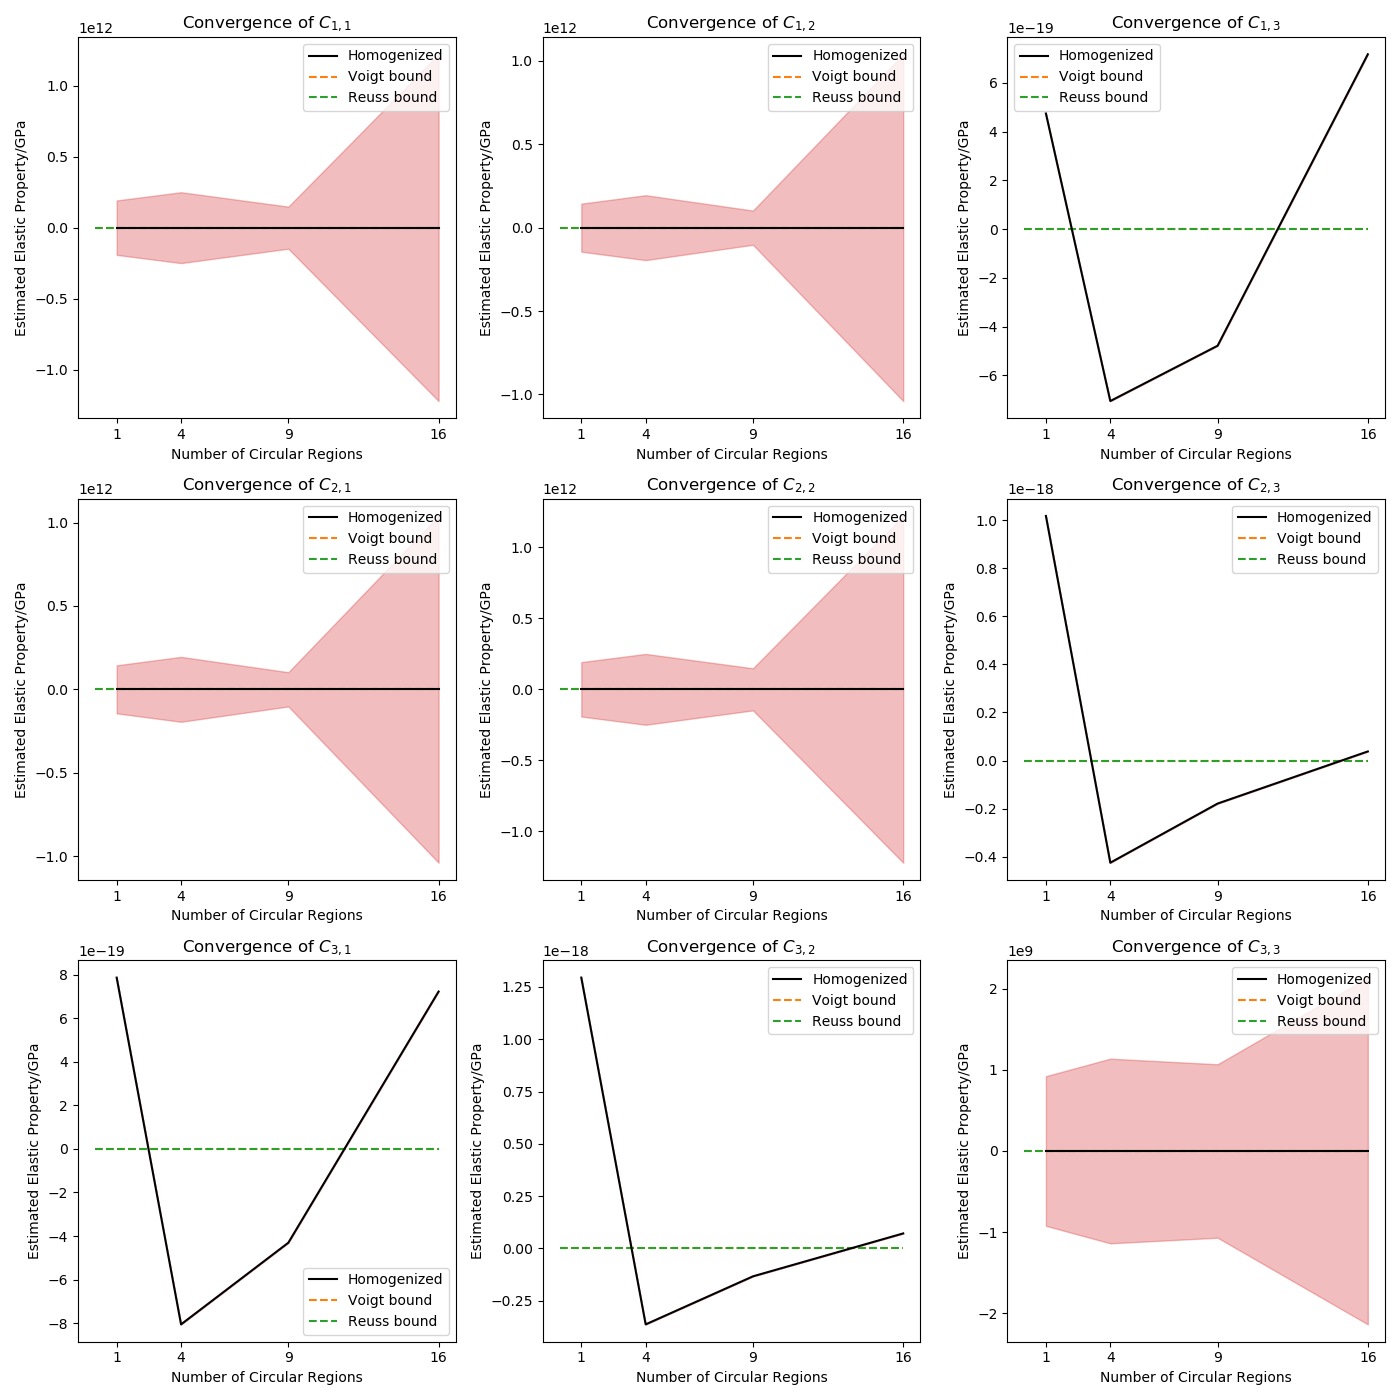 Convergence of C1,1
1e12
Homogenized
Voigt bound
Reuss bound
1.0
0.5
0.0
−0.5
−1.0
Estimated Elastic Property/GPa
1 4 9 16
Number of Circular Regions
Convergence of C1,2
1e12
Homogenized
Voigt bound
Reuss bound
1.0
0.5
0.0
−0.5
−1.0
Estimated Elastic Property/GPa
1 4 9 16
Number of Circular Regions
Convergence of C1,3
1e−19
Homogenized
Voigt bound
Reuss bound
6
4
2
0
−2
−4
−6
Estimated Elastic Property/GPa
1 4 9 16
Number of Circular Regions
Convergence of C2,1
1e12
Homogenized
Voigt bound
Reuss bound
1.0
0.5
0.0
−0.5
−1.0
Estimated Elastic Property/GPa
1 4 9 16
Number of Circular Regions
Convergence of C2,2
1e12
Homogenized
Voigt bound
Reuss bound
1.0
0.5
0.0
−0.5
−1.0
Estimated Elastic Property/GPa
1 4 9 16
Number of Circular Regions
Convergence of C2,3
1e−18
Homogenized
Voigt bound
Reuss bound
1.0
0.8
0.6
0.4
0.2
0.0
−0.2
−0.4
Estimated Elastic Property/GPa
1 4 9 16
Number of Circular Regions
Convergence of C3,1
1e−19
8
6
4
2
0
−2
−4
−6
−8
Estimated Elastic Property/GPa
Homogenized
Voigt bound
Reuss bound
1 4 9 16
Number of Circular Regions
Convergence of C3,2
1e−18
Homogenized
Voigt bound
Reuss bound
1.25
1.00
0.75
0.50
0.25
0.00
−0.25
Estimated Elastic Property/GPa
1 4 9 16
Number of Circular Regions
Convergence of C3,3
1e9
Homogenized
Voigt bound
Reuss bound
2
1
0
−1
−2
Estimated Elastic Property/GPa
1 4 9 16
Number of Circular Regions